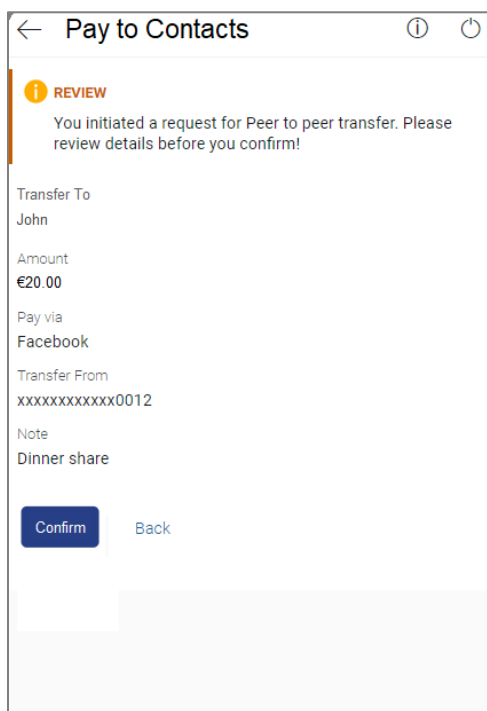 Pay to Contacts
REVIEW
You initiated a request for Peer to peer transfer. Please
review details before you confirm!
Transfer To
John
Amount
€20.00
Pay via
Facebook
Transfer From
xxxxxxxxxxxx0012
Note
Dinner share
Confirm Back